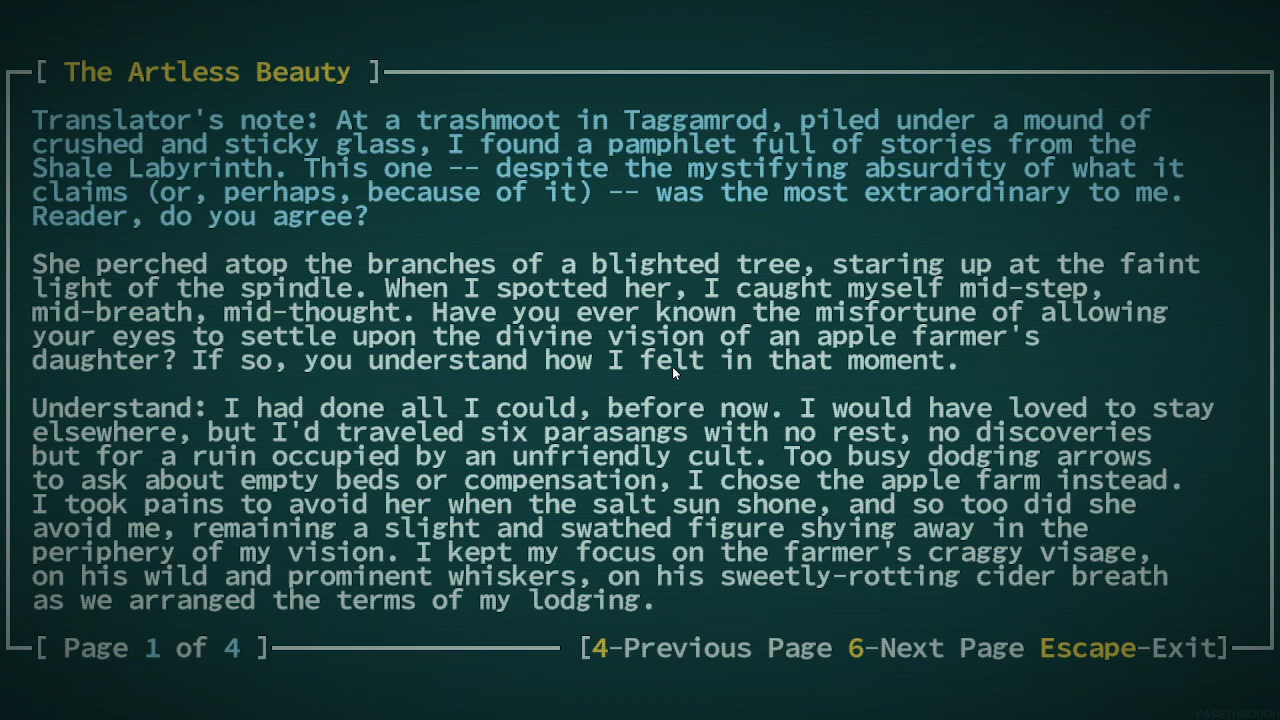 [ The Artless Beauty ]
Translator's note: At a trashmoot in Taggamrod, piled under a mound of
crushed and sticky glass, I found a pamphlet full of stories from the
Shale Labyrinth. This one -- despite the mystifying absurdity of what it
claims (or, perhaps, because of it) -- was the most extraordinary to me.
Reader, do you agree?
She perched atop the branches of a blighted tree, staring up at the faint
light of the spindle. When I spotted her, I caught myself mid-step,
mid-breath, mid-thought. Have you ever known the misfortune of allowing
your eyes to settle upon the divine vision of an apple farmer's
daughter? If so, you understand how I felt in that moment.
Understand: I had done all I could, before now. I would have loved to stay
elsewhere, but I'd traveled six parasangs with no rest, no discoveries
but for a ruin occupied by an unfriendly cult. Too busy dodging arrows
to ask about empty beds or compensation, I chose the apple farm instead.
I took pains to avoid her when the salt sun shone, and so too did she
avoid me, remaining a slight and swathed figure shying away in the
periphery of my vision. I kept my focus on the farmer's craggy visage,
on his wild and prominent whiskers, on his sweetly-rotting cider breath
as we arranged the terms of my lodging.
[ Page 1 of 4 ] [4-Previous Page 6-Next Page Escape-Exit]